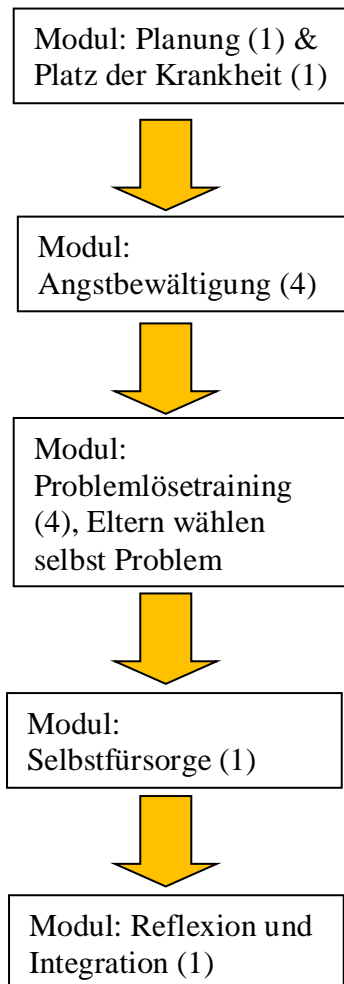 Modul: Planung (1) &
Platz der Krankheit (1)
Modul:
Angstbewältigung (4)
Modul:
Problemlösetraining
(4), Eltern wählen
selbst Problem
Modul:
Selbstfürsorge (1)
Modul: Reflexion und
Integration (1)